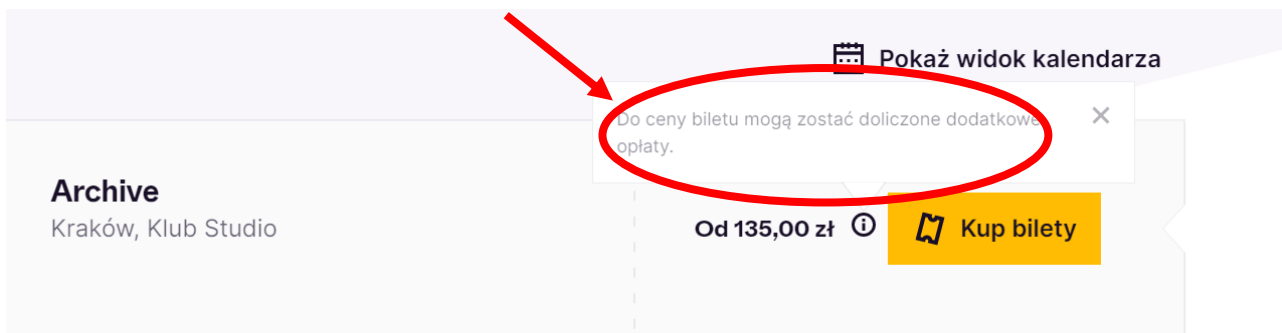 Pokaż widok kalendarza
Do ceny biletu mogą zostać doliczone dodatkowe
opłaty.
Archive
Kraków, Klub Studio
Od 135,00 zł
Kup bilety